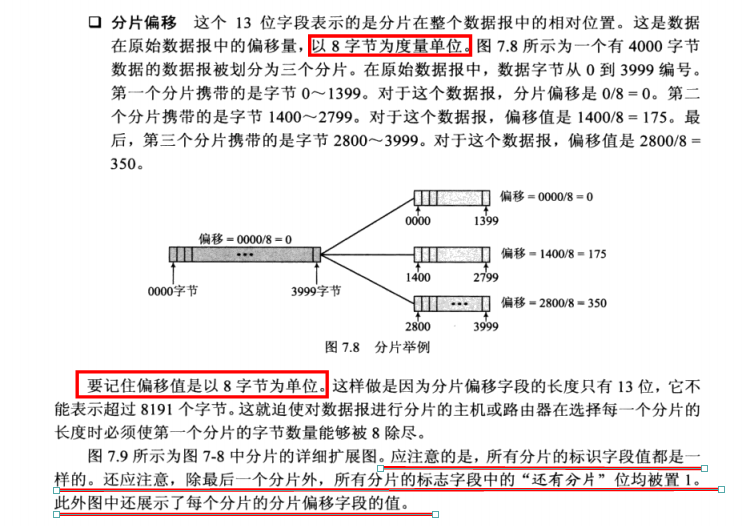 ❑ 分片偏移 这个 13 位字段表示的是分片在整个数据报中的相对位置。这是数据
在原始数据报中的偏移量，以 8 字节为度量单位。图 7.8 所示为一个有 4000 字节
数据的数据报被划分为三个分片。在原始数据报中，数据字节从 0 到 3999 编号。
第一个分片携带的是字节 0～1399。对于这个数据报，分片偏移是 0/8 = 0。第二
个分片携带的是字节 1400～2799。对于这个数据报，偏移值是 1400/8 = 175。最
后，第三个分片携带的是字节 2800～3999。对于这个数据报，偏移值是 2800/8 =
350。
偏移 = 0000/8 = 0
0000
1399
偏移 = 0000/8 = 0
0000字节
3999字节
偏移 = 1400/8 = 175
1400
2799
偏移 = 2800/8 = 350
2800
3999
图 7.8 分片举例
要记住偏移值是以 8 字节为单位。这样做是因为分片偏移字段的长度只有 13 位，它不
能表示超过 8191 个字节。这就迫使对数据报进行分片的主机或路由器在选择每一个分片的
长度时必须使第一个分片的字节数量能够被 8 除尽。
图 7.9 所示为图 7-8 中分片的详细扩展图。应注意的是，所有分片的标识字段值都是一
样的。还应注意，除最后一个分片外，所有分片的标志字段中的“还有分片”位均被置 1。
此外图中还展示了每个分片的分片偏移字段的值。